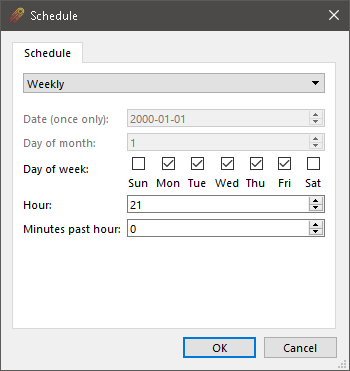 Schedule
Schedule
Weekly
Date (once only): 2000-01-01
Day of month: 1
Day of week:
Sun Mon Tue Wed Thu Fri Sat
Hour: 21
Minutes past hour: 0
OK Cancel